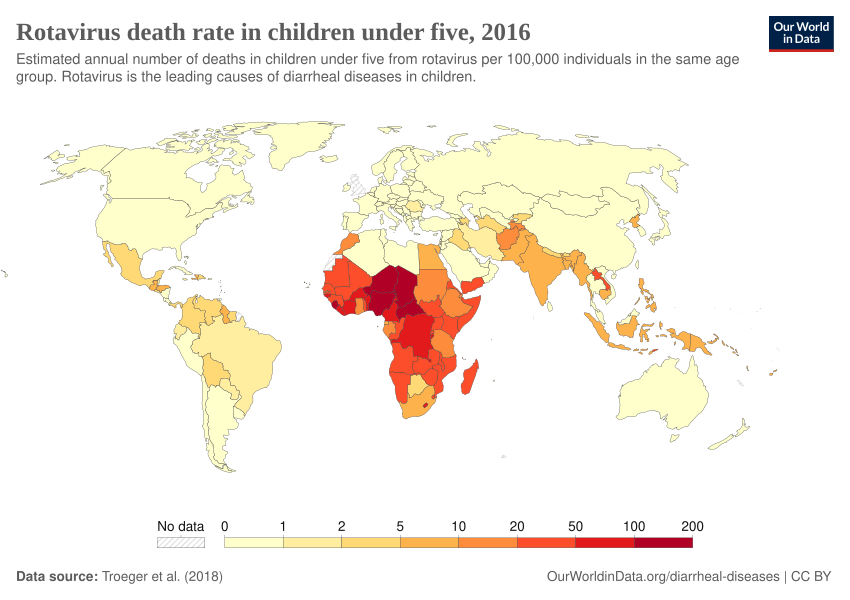 Rotavirus death rate in children under five, 2016
Our World
in Data
Estimated annual number of deaths in children under five from rotavirus per 100,000 individuals in the same age
group. Rotavirus is the leading causes of diarrheal diseases in children.
No data 0 1 2 5 10 20 50 100 200
Data source: Troeger et al. (2018)
OurWorldinData.org/diarrheal-diseases | CC BY